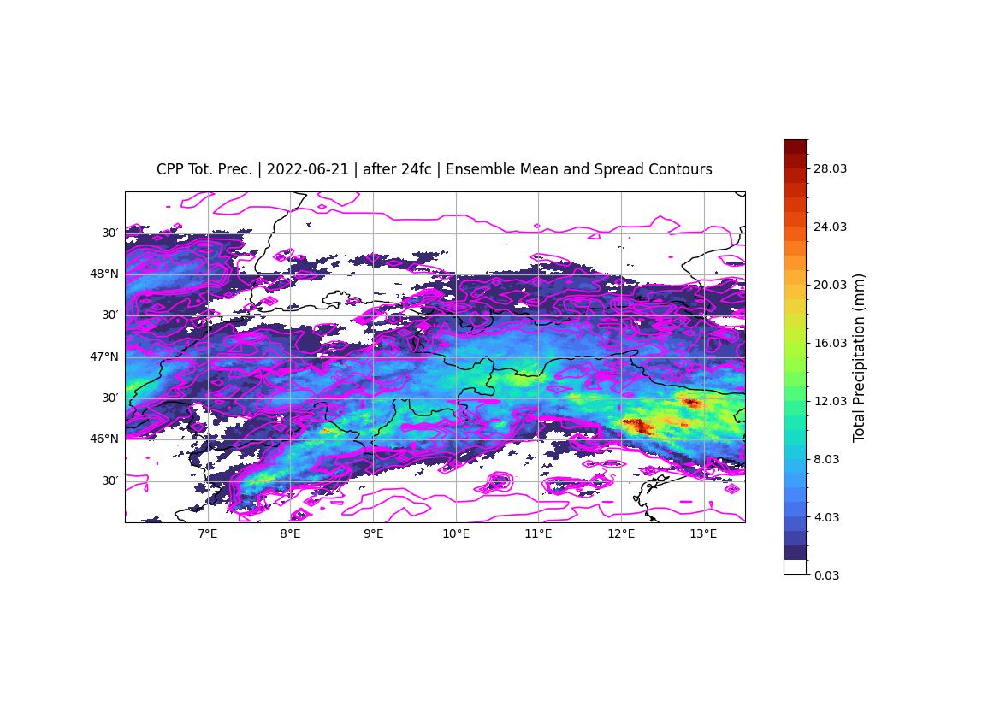 CPP Tot. Prec. | 2022-06-21 | after 24fc | Ensemble Mean and Spread Contours
30′
48°N
30′
47°N
30′
46°N
30′
7°E 8°E 9°E 10°E 11°E 12°E 13°E
28.03
24.03
20.03
16.03
12.03
8.03
4.03
0.03
Total Precipitation (mm)